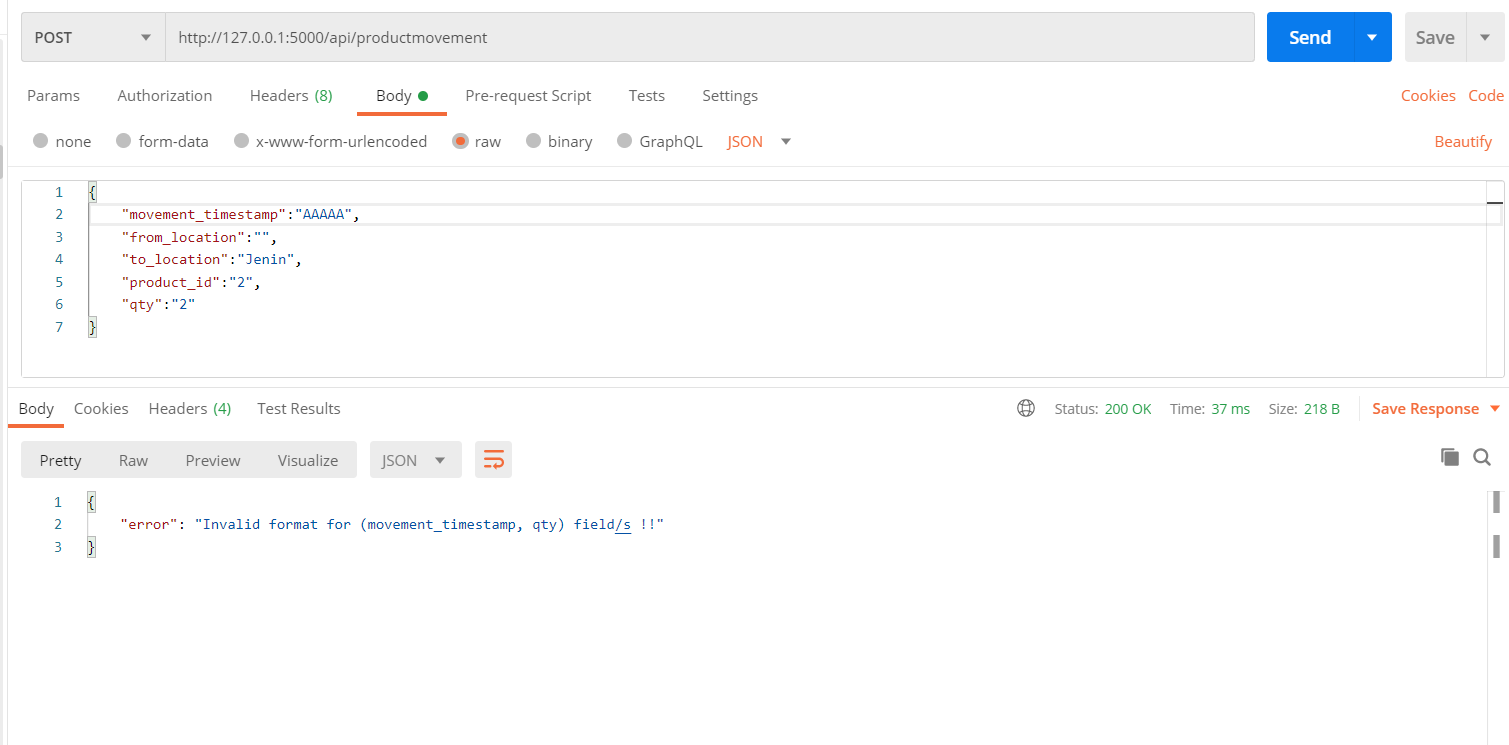 POST http://127.0.0.1:5000/api/productmovement Send Save
Params Authorization Headers (8) Body Pre-request Script Tests Settings Cookies Code
none form-data x-www-form-urlencoded raw binary GraphQL JSON Beautify
1 {
2 "movement_timestamp":"AAAAA",
3 "from_location":"",
4 "to_location":"Jenin",
5 "product_id":"2",
6 "qty":"2"
7 }
Body Cookies Headers (4) Test Results Status: 200 OK Time: 37 ms Size: 218 B Save Response
Pretty Raw Preview Visualize JSON
1 {
2 "error": "Invalid format for (movement_timestamp, qty) field/s !!"
3 }